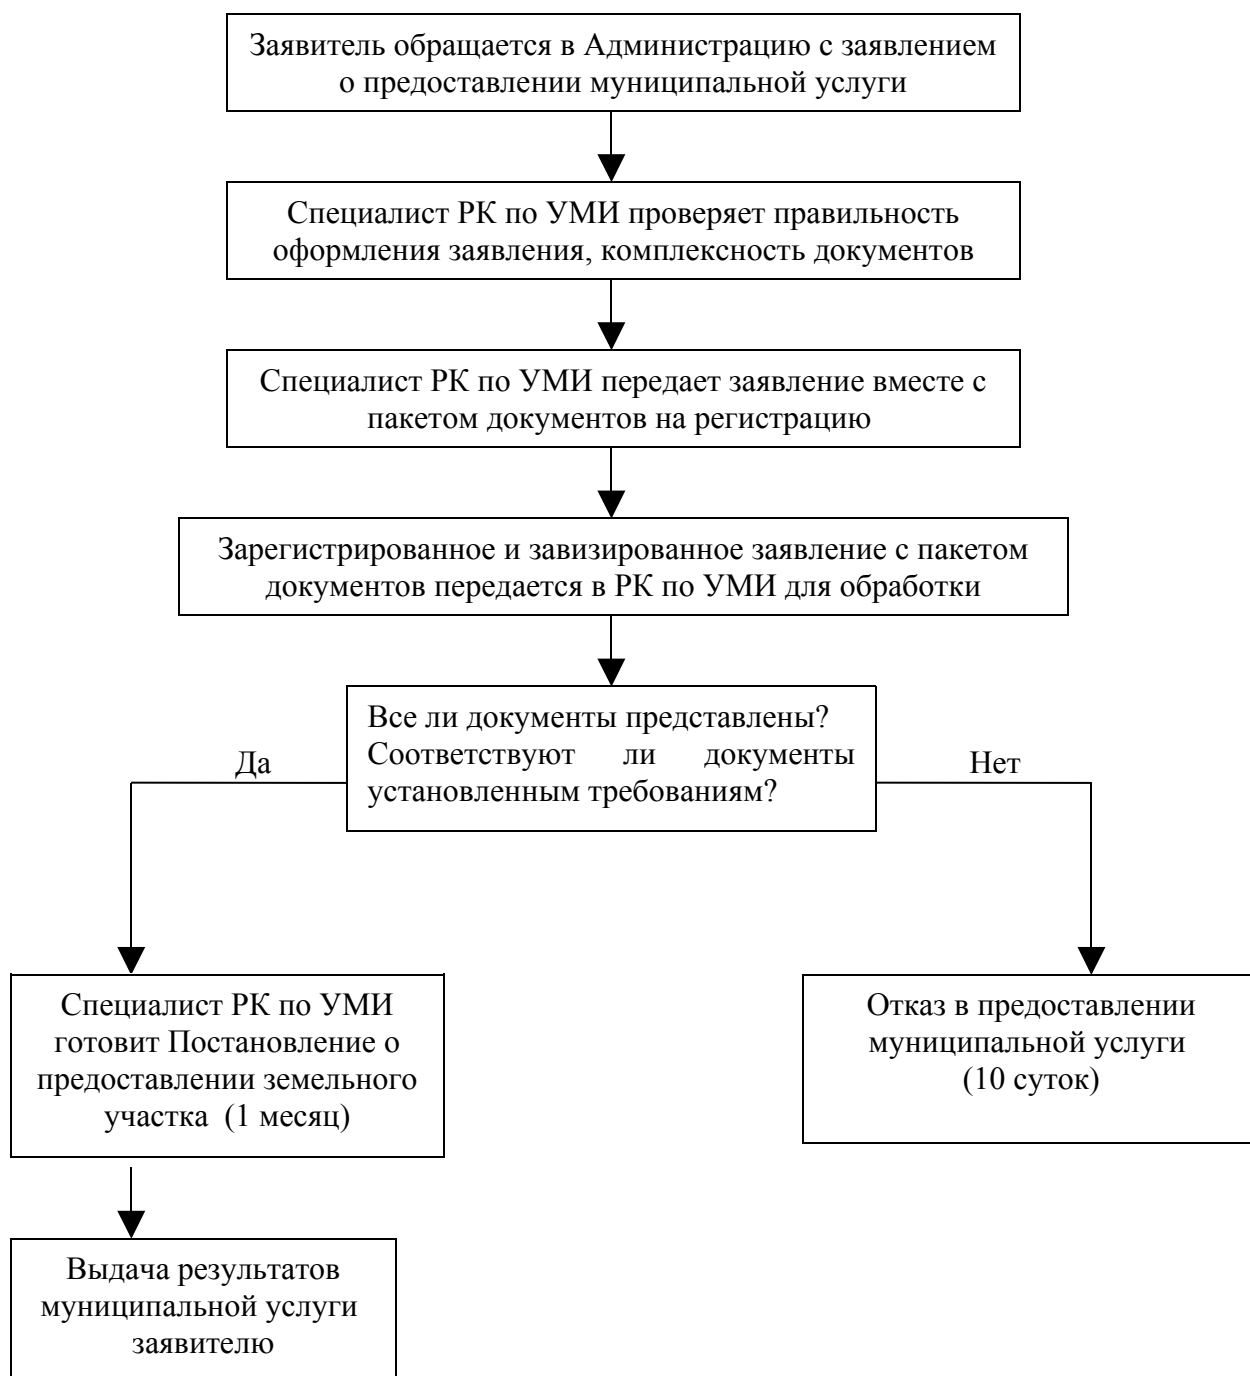 Заявитель обращается в Администрацию с заявлением
о предоставлении муниципальной услуги
Специалист РК по УМИ проверяет правильность
оформления заявления, комплексность документов
Специалист РК по УМИ передает заявление вместе с
пакетом документов на регистрацию
Зарегистрированное и завизированное заявление с пакетом
документов передается в РК по УМИ для обработки
Все ли документы представлены?
Соответствуют ли документы
установленным требованиям?
Да
Нет
Специалист РК по УМИ
готовит Постановление о
предоставлении земельного
участка (1 месяц)
Отказ в предоставлении
муниципальной услуги
(10 суток)
Выдача результатов
муниципальной услуги
заявителю